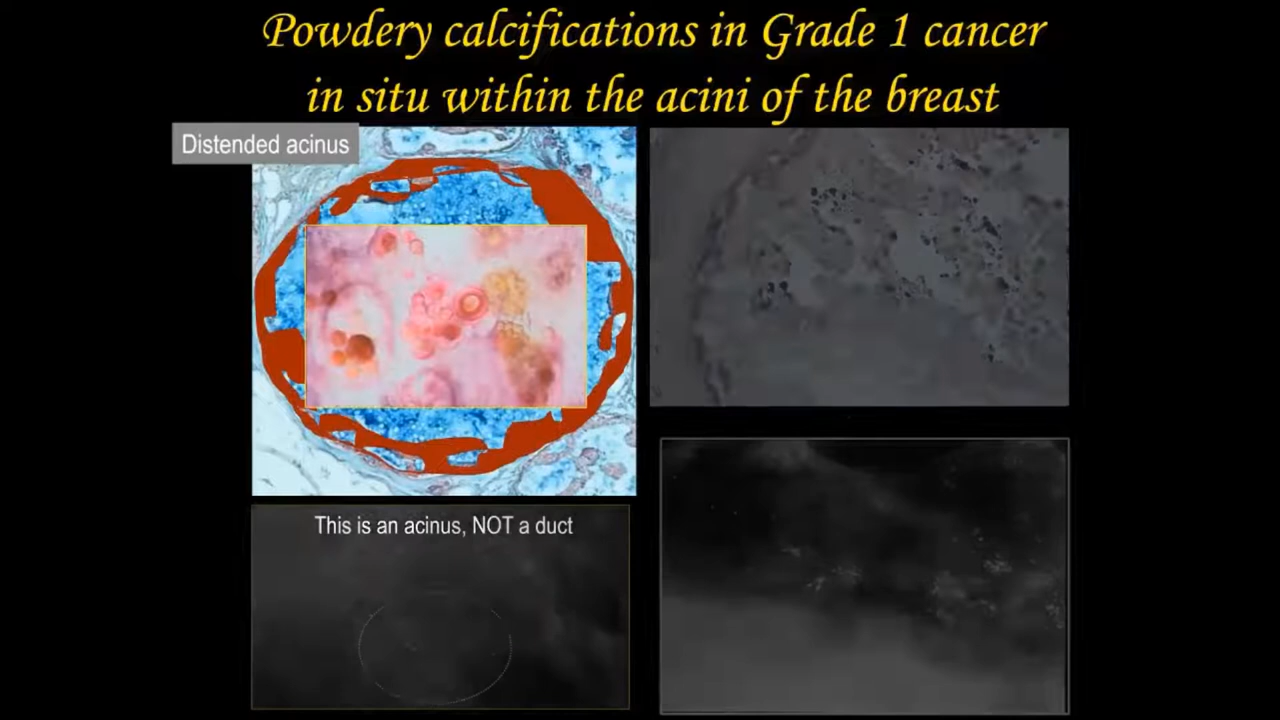 Powdery calcifications in Grade 1 cancer
in situ within the acini of the breast
Distended acinus
This is an acinus, NOT a duct